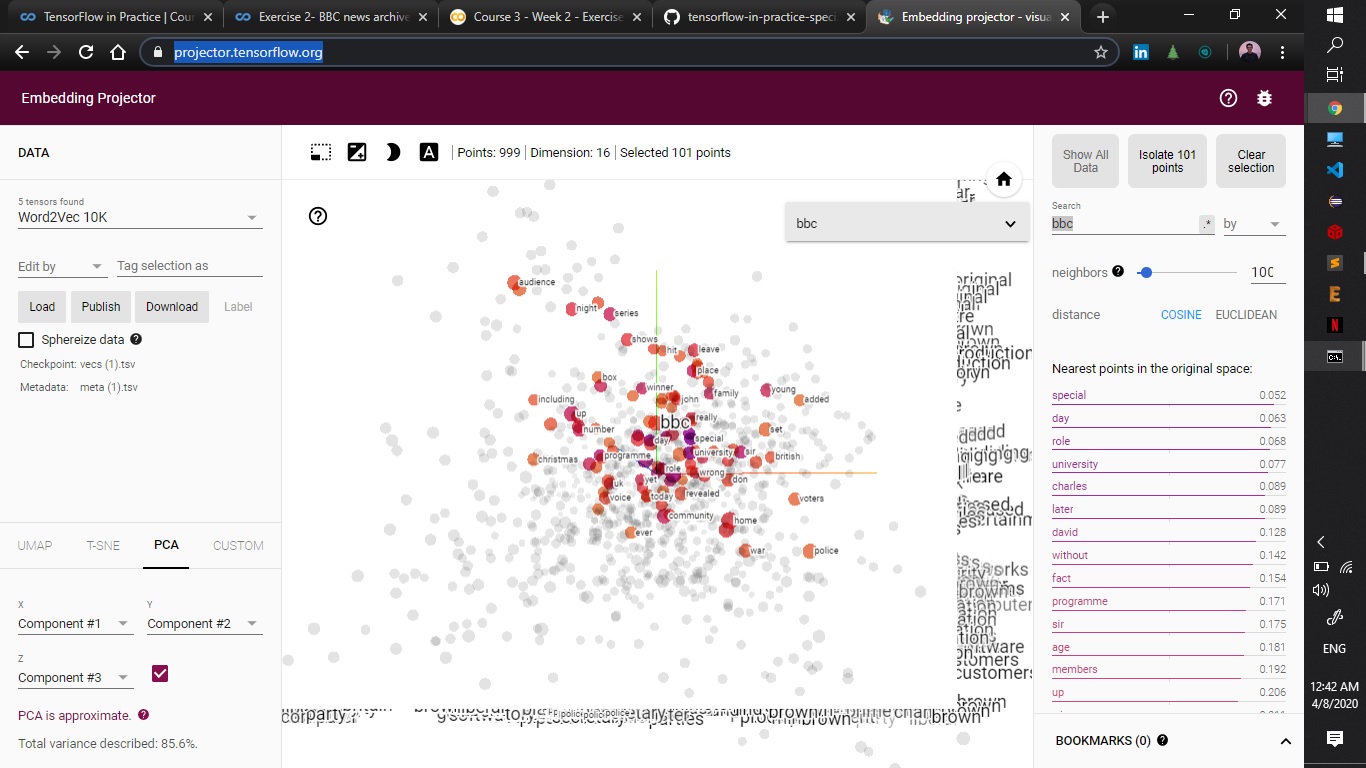 TensorFlow in Practice | Cour
Exercise 2- BBC news archive
Course 3 - Week 2 - Exercise
tensorflow-in-practice-speci
Embedding projector - visua
projector.tensorflow.org
Embedding Projector
DATA
5 tensors found
Word2Vec 10K
Edit by
Tag selection as
Load
Publish
Download
Label
Sphereize data
Checkpoint: vecs (1).tsv
Metadata: meta (1).tsv
UMAP
T-SNE
PCA
CUSTOM
X
Component #1
Y
Component #2
Z
Component #3
PCA is approximate.
Total variance described: 85.6%.
A
Points: 999 | Dimension: 16 | Selected 101 points
bbc
audience
night
series
shows
hit
leave
place
box
winner
family
young
including
john
added
up
number
bbc
really
set
day
special
christmas
programme
university
sir
british
role
wrong
uk
yet
don
voice
today
revealed
voters
community
home
ever
war
police
original
production
customers
brown
party
parties
brown
brown
Show All Data
Isolate 101 points
Clear selection
Search
bbc
.*
by
neighbors
100
distance
COSINE
EUCLIDEAN
Nearest points in the original space:
special 0.052
day 0.063
role 0.068
university 0.077
charles 0.089
later 0.089
david 0.128
without 0.142
fact 0.154
programme 0.171
sir 0.175
age 0.181
members 0.192
up 0.206
BOOKMARKS (0)
ENG
12:42 AM
4/8/2020